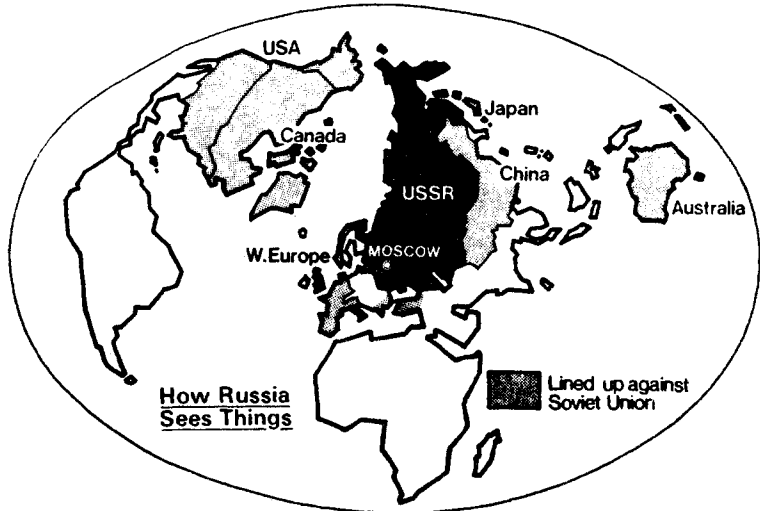 USA
Japan
Canada
China
USSR
Australia
W.Europe
MOSCOW
How Russia
Sees Things
Lined up against
Soviet Union